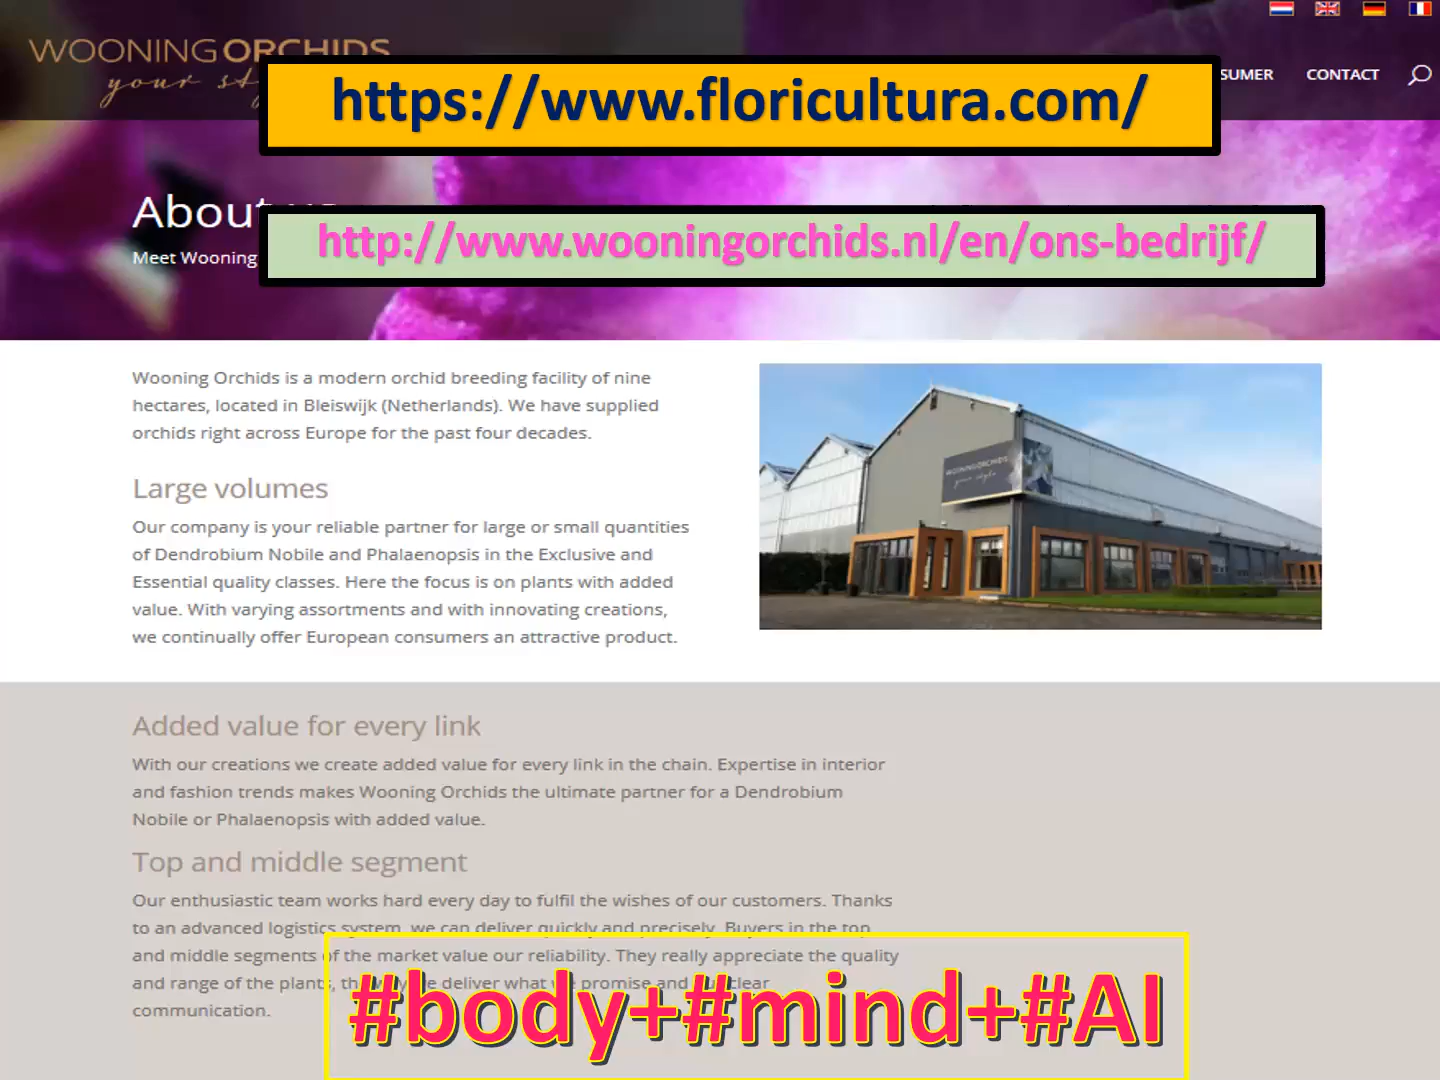 WOONINGORCHIDS
your
https://www.floricultura.com/
SUMER
CONTACT
About
http://www.wooningorchids.nl/en/ons-bedrijf/
Meet Wooning
Wooning Orchids is a modern orchid breeding facility of nine
hectares, located in Bleiswijk (Netherlands). We have supplied
orchids right across Europe for the past four decades.
WOONINGORCHIDS
your style
Large volumes
Our company is your reliable partner for large or small quantities
of Dendrobium Nobile and Phalaenopsis in the Exclusive and
Essential quality classes. Here the focus is on plants with added
value. With varying assortments and with innovating creations,
we continually offer European consumers an attractive product.
Added value for every link
With our creations we create added value for every link in the chain. Expertise in interior
and fashion trends makes Wooning Orchids the ultimate partner for a Dendrobium
Nobile or Phalaenopsis with added value.
Top and middle segment
Our enthusiastic team works hard every day to fulfil the wishes of our customers. Thanks
to an advanced logistics system, we can deliver quickly and precisely. Buyers in the top
and middle segments of the market value our reliability. They really appreciate the quality
and range of the plants, deliver what promise and clear
communication.
#body+#mind+#AI